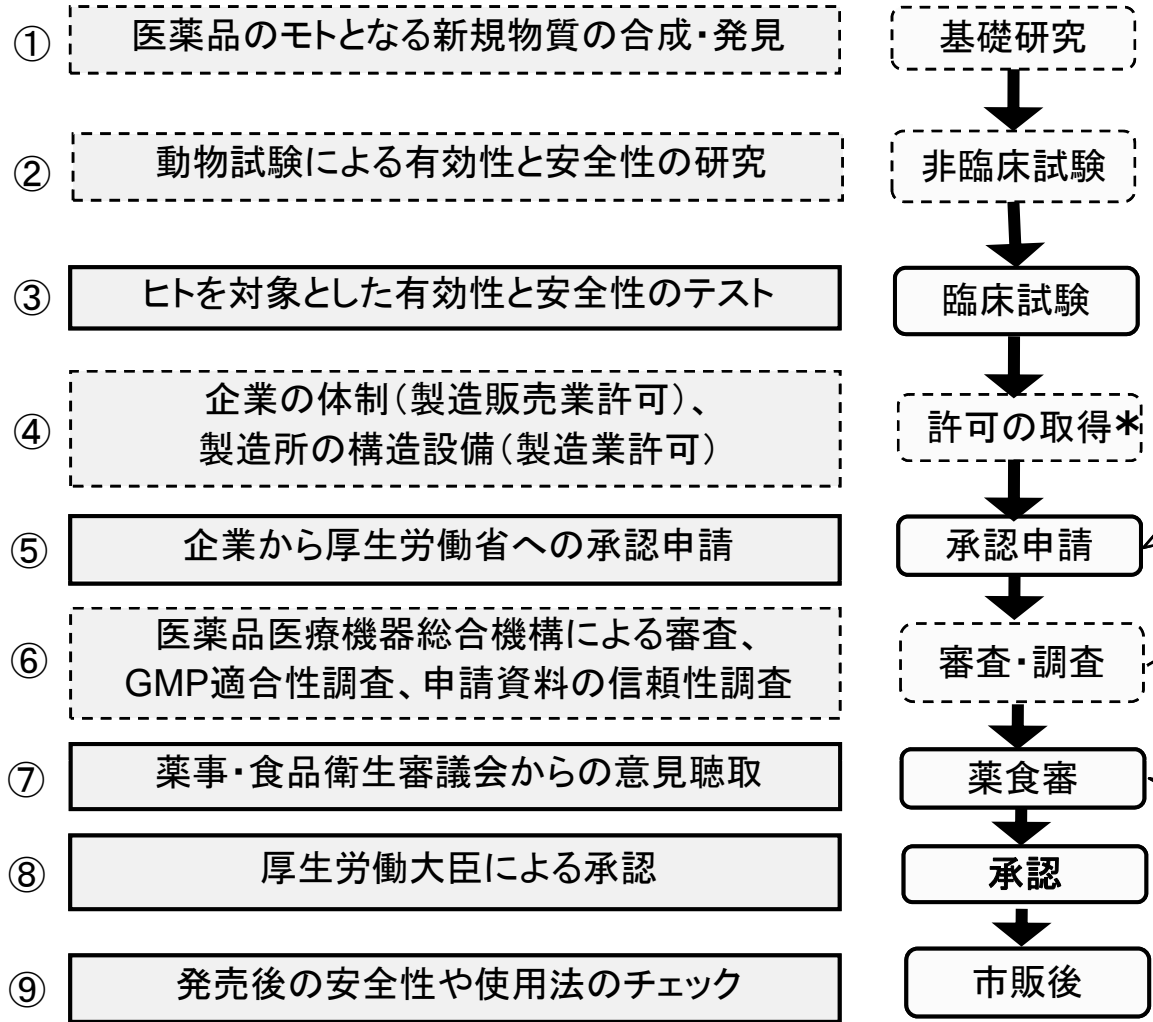 ① 医薬品のモトとなる新規物質の合成・発見 基礎研究
② 動物試験による有効性と安全性の研究 非臨床試験
③ ヒトを対象とした有効性と安全性のテスト 臨床試験
④ 企業の体制（製造販売業許可）、
製造所の構造設備（製造業許可） 許可の取得*
⑤ 企業から厚生労働省への承認申請 承認申請
⑥ 医薬品医療機器総合機構による審査、
GMP適合性調査、申請資料の信頼性調査 審査・調査
⑦ 薬事・食品衛生審議会からの意見聴取 薬食審
⑧ 厚生労働大臣による承認 承認
⑨ 発売後の安全性や使用法のチェック 市販後